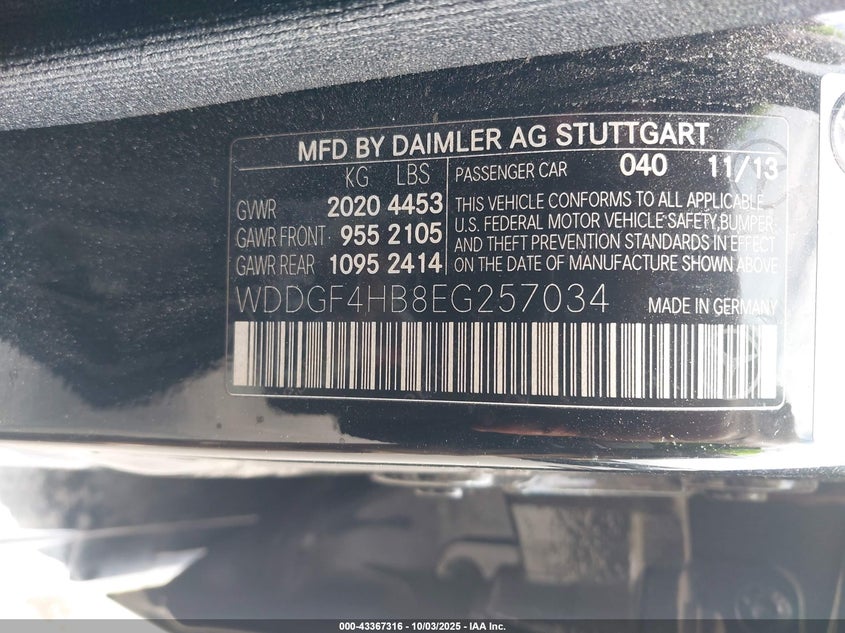 MFD BY DAIMLER AG STUTTGART
KG LBS PASSENGER CAR 040 11/13
GVWR 2020 4453
GAWR FRONT 955 2105
GAWR REAR 1095 2414
THIS VEHICLE CONFORMS TO ALL APPLICABLE
U.S. FEDERAL MOTOR VEHICLE SAFETY, BUMPER
AND THEFT PREVENTION STANDARDS IN EFFECT
ON THE DATE OF MANUFACTURE SHOWN ABOVE
WDDGF4HB8EG257034 MADE IN GERMANY
000-43367316 - 10/03/2025 - IAA Inc.